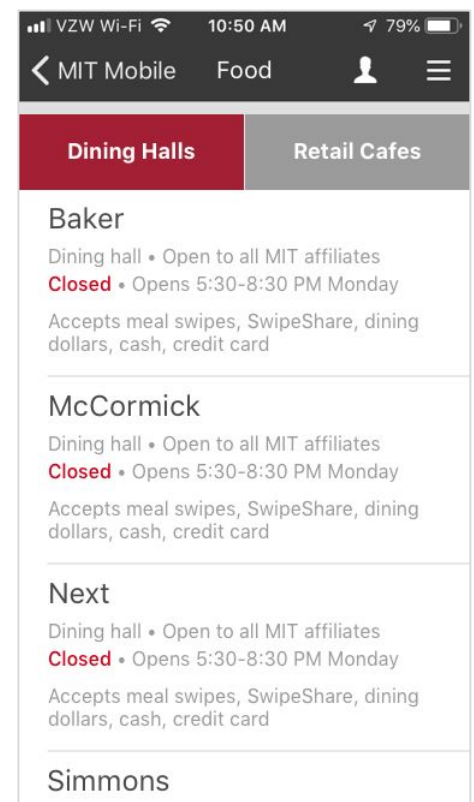 VZW Wi-Fi 10:50 AM 79%
MIT Mobile Food
Dining Halls Retail Cafes
Baker
Dining hall • Open to all MIT affiliates
Closed • Opens 5:30-8:30 PM Monday
Accepts meal swipes, SwipeShare, dining
dollars, cash, credit card
McCormick
Dining hall • Open to all MIT affiliates
Closed • Opens 5:30-8:30 PM Monday
Accepts meal swipes, SwipeShare, dining
dollars, cash, credit card
Next
Dining hall • Open to all MIT affiliates
Closed • Opens 5:30-8:30 PM Monday
Accepts meal swipes, SwipeShare, dining
dollars, cash, credit card
Simmons